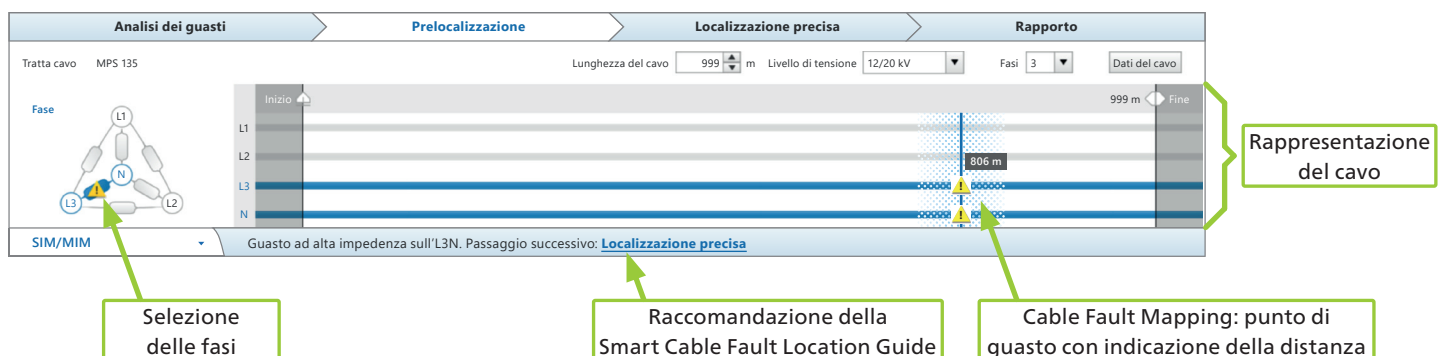 Analisi dei guasti Prelocalizzazione Localizzazione precisa Rapporto
Tratta cavo MPS 135 Lunghezza del cavo 999 m Livello di tensione 12/20 kV Fasi 3 Dati del cavo
Inizio 999 m Fine
Fase
L1
L1
L2
806 m
N
L3
L3
L2
N
Rappresentazione
del cavo
SIM/MIM Guasto ad alta impedenza sull'L3N. Passaggio successivo: Localizzazione precisa
Selezione
delle fasi
Raccomandazione della
Smart Cable Fault Location Guide
Cable Fault Mapping: punto di
guasto con indicazione della distanza